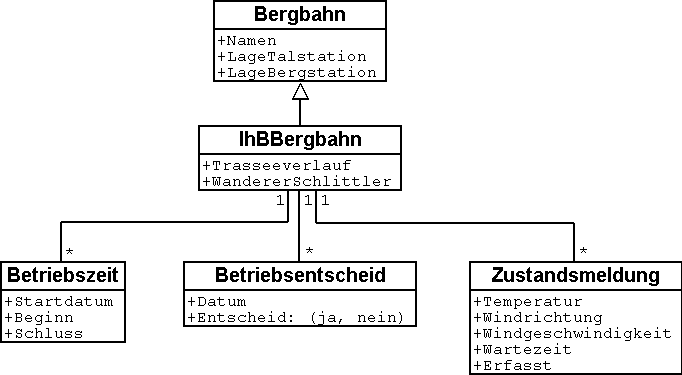 Bergbahn
+Namen
+LageTalstation
+LageBergstation
IhBBergbahn
+Trasseeverlauf
+WandererSchlittler
1 1 1
* * *
Betriebszeit
+Startdatum
+Beginn
+Schluss
Betriebsentscheid
+Datum
+Entscheid: (ja, nein)
Zustandsmeldung
+Temperatur
+Windrichtung
+Windgeschwindigkeit
+Wartezeit
+Erfasst